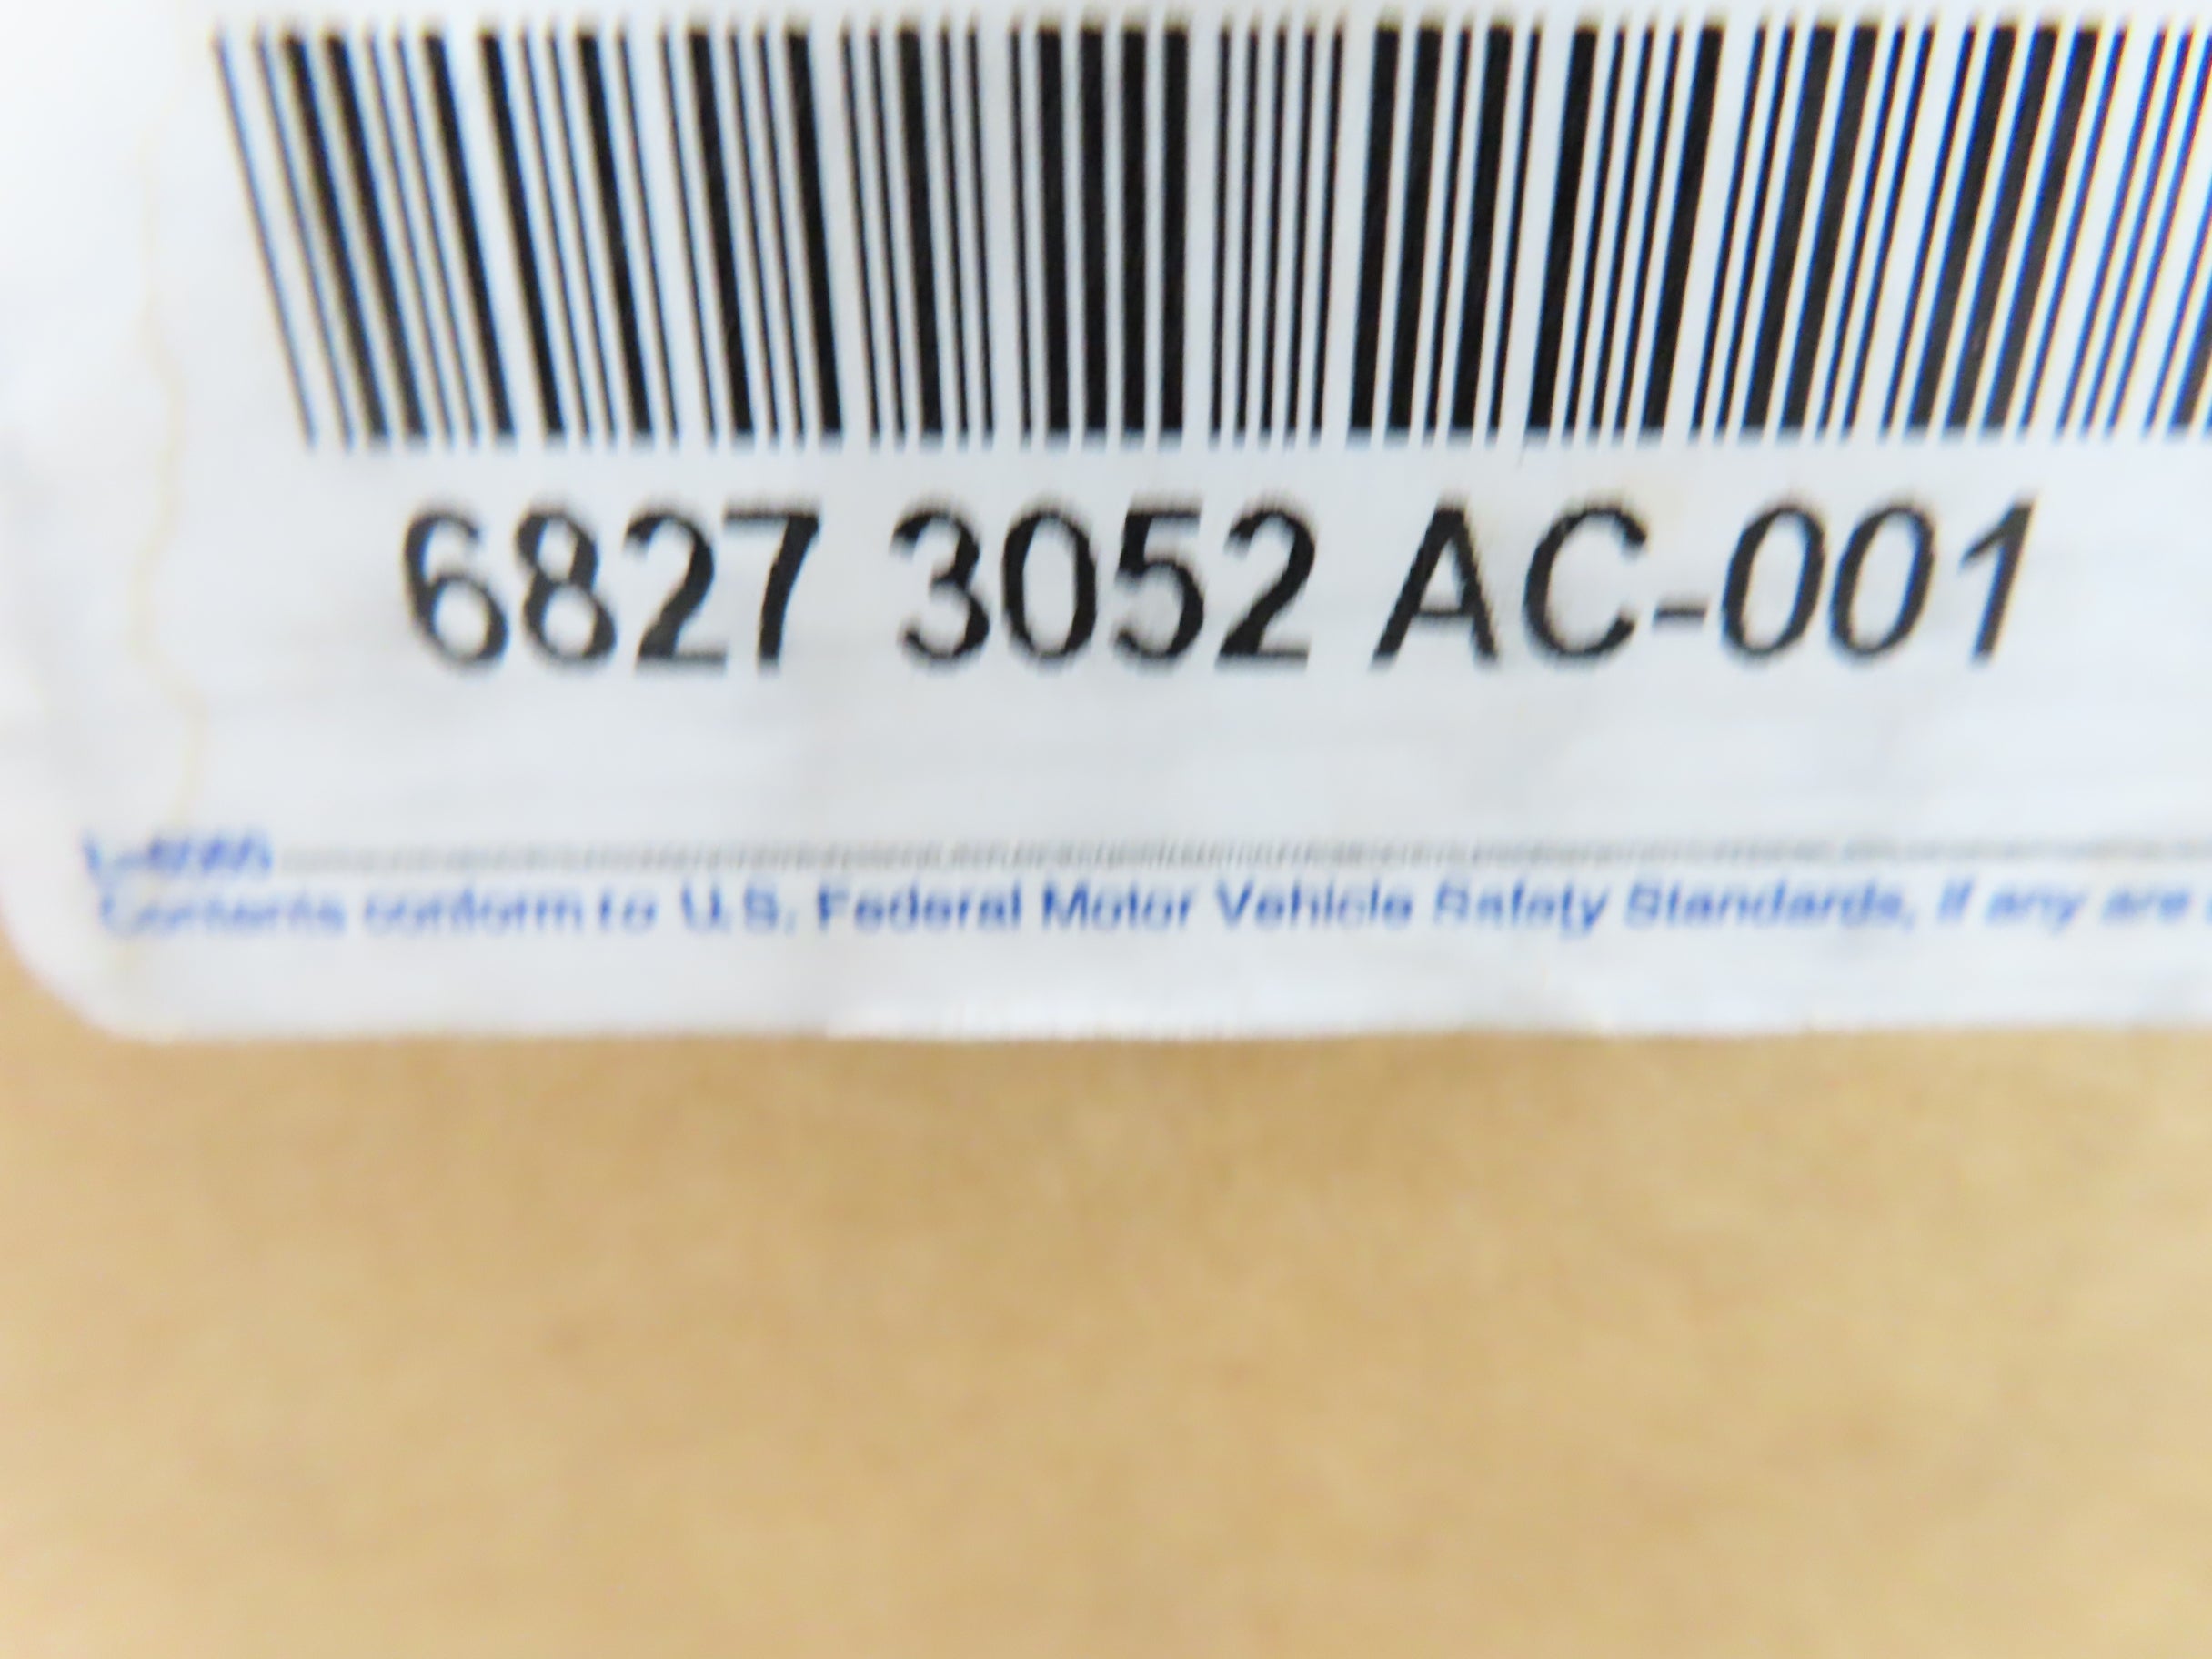 6827 3052 AC-001
Contents conform to U.S. Federal Motor Vehicle Safety Standards, if any are